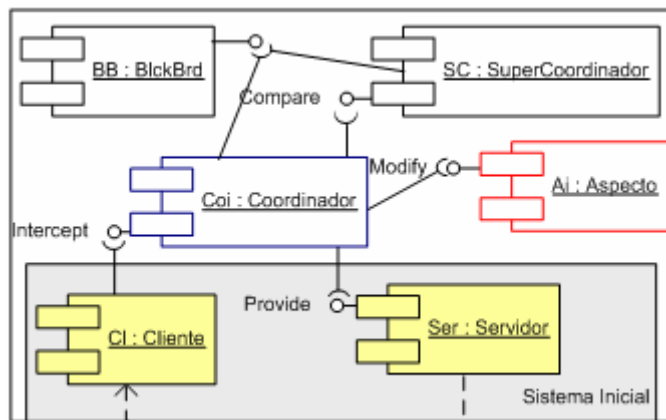 BB : BlckBrd
SC : SuperCoordinador
Compare
Modify
Coi : Coordinador
Ai : Aspecto
Intercept
Provide
Cl : Cliente
Ser : Servidor
Sistema Inicial